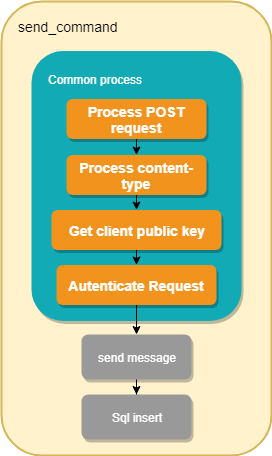 send_command
Common process
Process POST
request
Process content-
type
Get client public key
Autenticate Request
send message
Sql insert